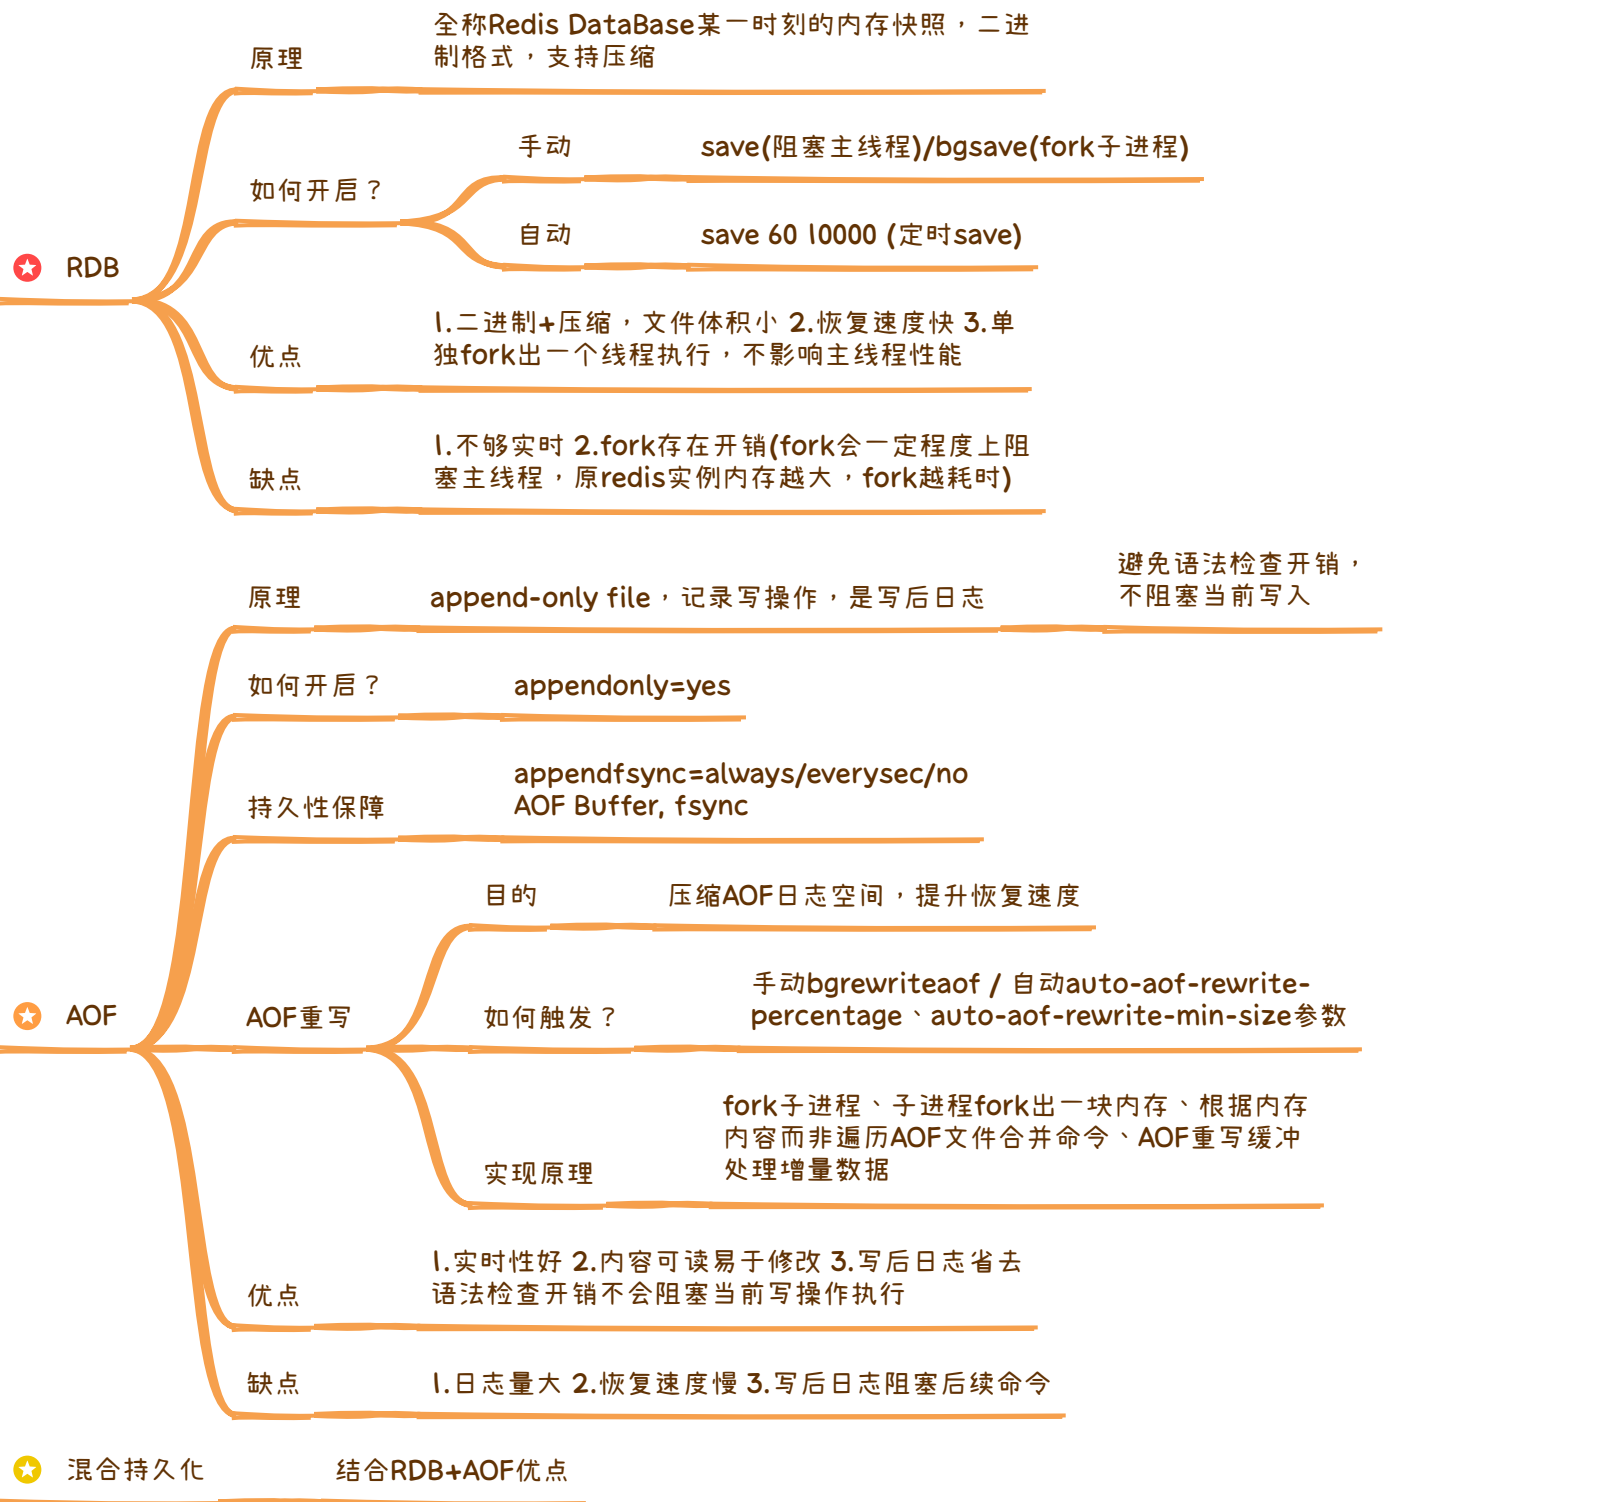 RDB
原理
全称Redis DataBase某一时刻的内存快照，二进
制格式，支持压缩
如何开启？
手动
save(阻塞主线程)/bgsave(fork子进程)
自动
save 60 10000 (定时save)
优点
1.二进制+压缩，文件体积小 2.恢复速度快 3.单
独fork出一个线程执行，不影响主线程性能
缺点
1.不够实时 2.fork存在开销(fork会一定程度上阻
塞主线程，原redis实例内存越大，fork越耗时)
AOF
原理
append-only file，记录写操作，是写后日志
避免语法检查开销，
不阻塞当前写入
如何开启？
appendonly=yes
持久性保障
appendfsync=always/everysec/no
AOF Buffer, fsync
AOF重写
目的
压缩AOF日志空间，提升恢复速度
如何触发？
手动bgrewriteaof / 自动auto-aof-rewrite-
percentage、auto-aof-rewrite-min-size参数
实现原理
fork子进程、子进程fork出一块内存、根据内存
内容而非遍历AOF文件合并命令、AOF重写缓冲
处理增量数据
优点
1.实时性好 2.内容可读易于修改 3.写后日志省去
语法检查开销不会阻塞当前写操作执行
缺点
1.日志量大 2.恢复速度慢 3.写后日志阻塞后续命令
混合持久化
结合RDB+AOF优点